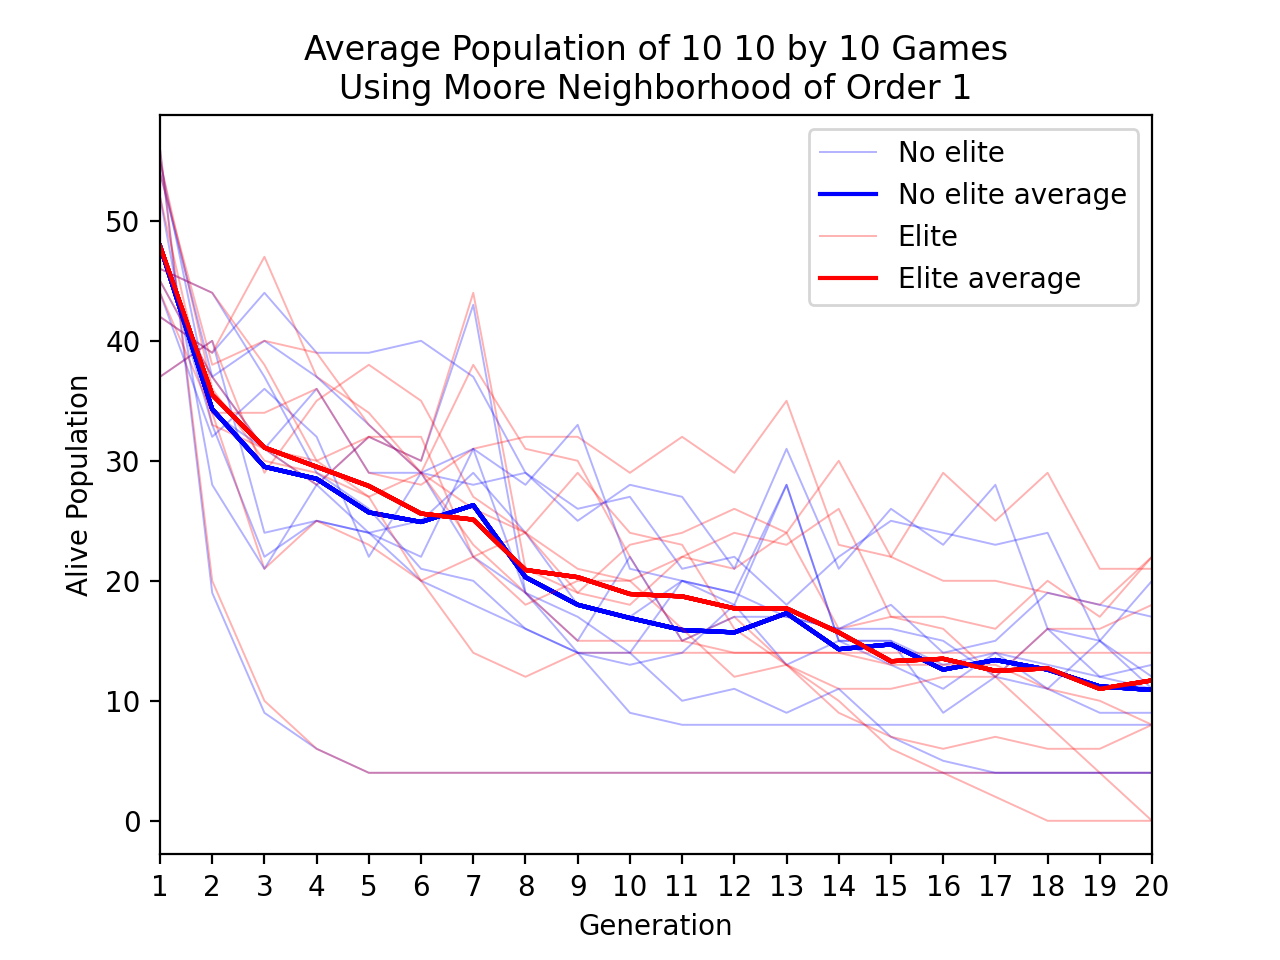 Average Population of 10 10 by 10 Games
Using Moore Neighborhood of Order 1
No elite
No elite average
Elite
Elite average
Alive Population
50
40
30
20
10
0
1 2 3 4 5 6 7 8 9 10 11 12 13 14 15 16 17 18 19 20
Generation